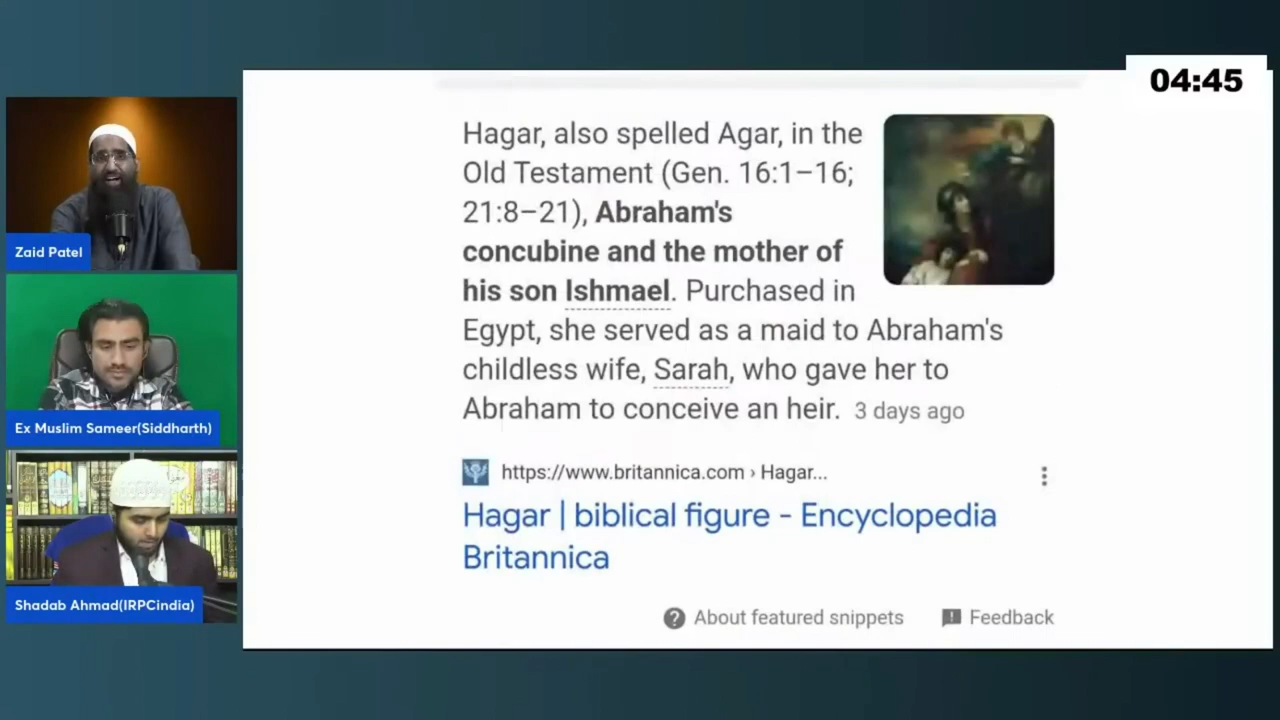 04:45
Zaid Patel
Ex Muslim Sameer(Siddharth)
Shadab Ahmad(IRPCindia)
Hagar, also spelled Agar, in the
Old Testament (Gen. 16:1–16;
21:8–21), Abraham's
concubine and the mother of
his son Ishmael. Purchased in
Egypt, she served as a maid to Abraham's
childless wife, Sarah, who gave her to
Abraham to conceive an heir. 3 days ago
https://www.britannica.com › Hagar...
Hagar | biblical figure - Encyclopedia
Britannica
About featured snippets
Feedback